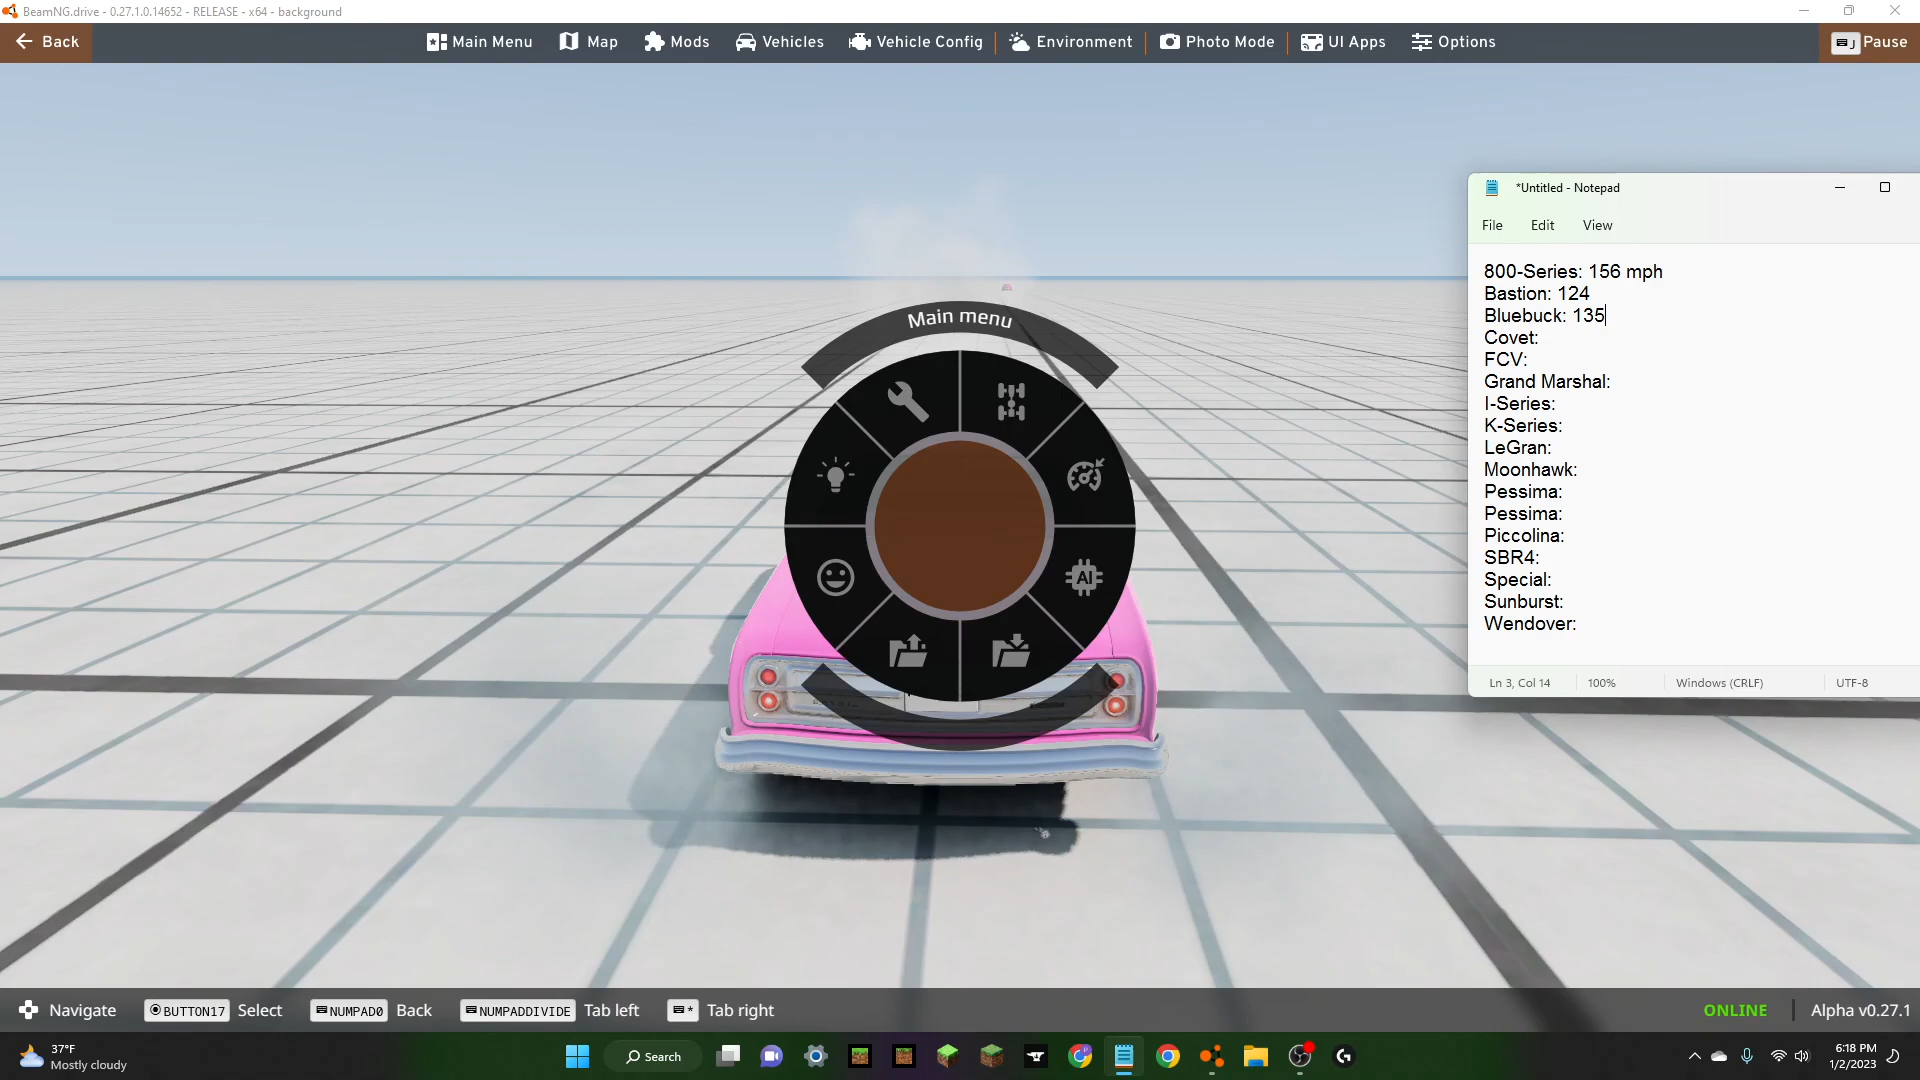 BeamNG.drive - 0.27.1.0.14652 - RELEASE - x64 - background
Back
Main Menu
Map
Mods
Vehicles
Vehicle Config
Environment
Photo Mode
UI Apps
Options
J
Pause
*Untitled - Notepad
File
Edit
View
800-Series: 156 mph
Bastion: 124
Bluebuck: 135
Covet:
FCV:
Grand Marshal:
I-Series:
K-Series:
LeGran:
Moonhawk:
Pessima:
Pessima:
Piccolina:
SBR4:
Special:
Sunburst:
Wendover:
Ln 3, Col 14
100%
Windows (CRLF)
UTF-8
Main menu
AI
Navigate
BUTTON17
Select
NUMPAD0
Back
NUMPADDIVIDE
Tab left
*
Tab right
ONLINE
Alpha v0.27.1
37°F
Mostly cloudy
Search
6:18 PM
1/2/2023